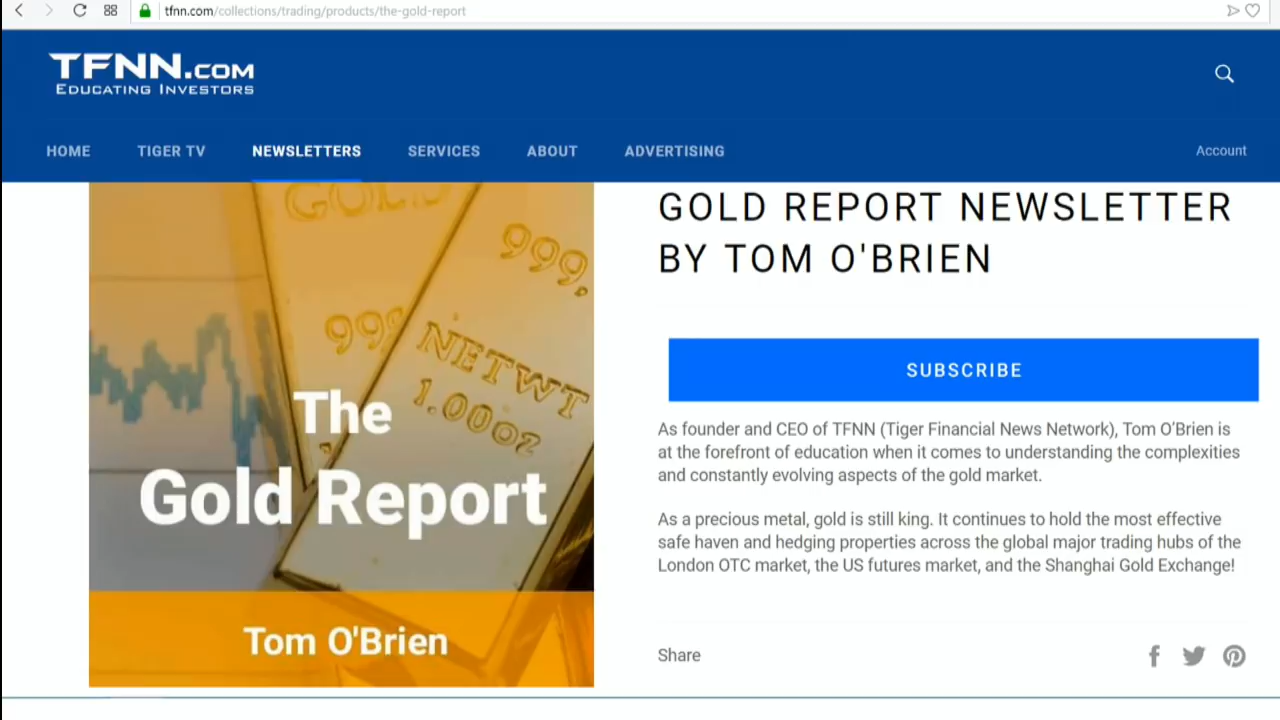 tfnn.com/collections/trading/products/the-gold-report
TFNN.COM
EDUCATING INVESTORS
HOME
TIGER TV
NEWSLETTERS
SERVICES
ABOUT
ADVERTISING
Account
GOLD
999.
999
NETWT
1.00oz
The
Gold Report
Tom O'Brien
GOLD REPORT NEWSLETTER
BY TOM O'BRIEN
SUBSCRIBE
As founder and CEO of TFNN (Tiger Financial News Network), Tom O'Brien is
at the forefront of education when it comes to understanding the complexities
and constantly evolving aspects of the gold market.
As a precious metal, gold is still king. It continues to hold the most effective
safe haven and hedging properties across the global major trading hubs of the
London OTC market, the US futures market, and the Shanghai Gold Exchange!
Share